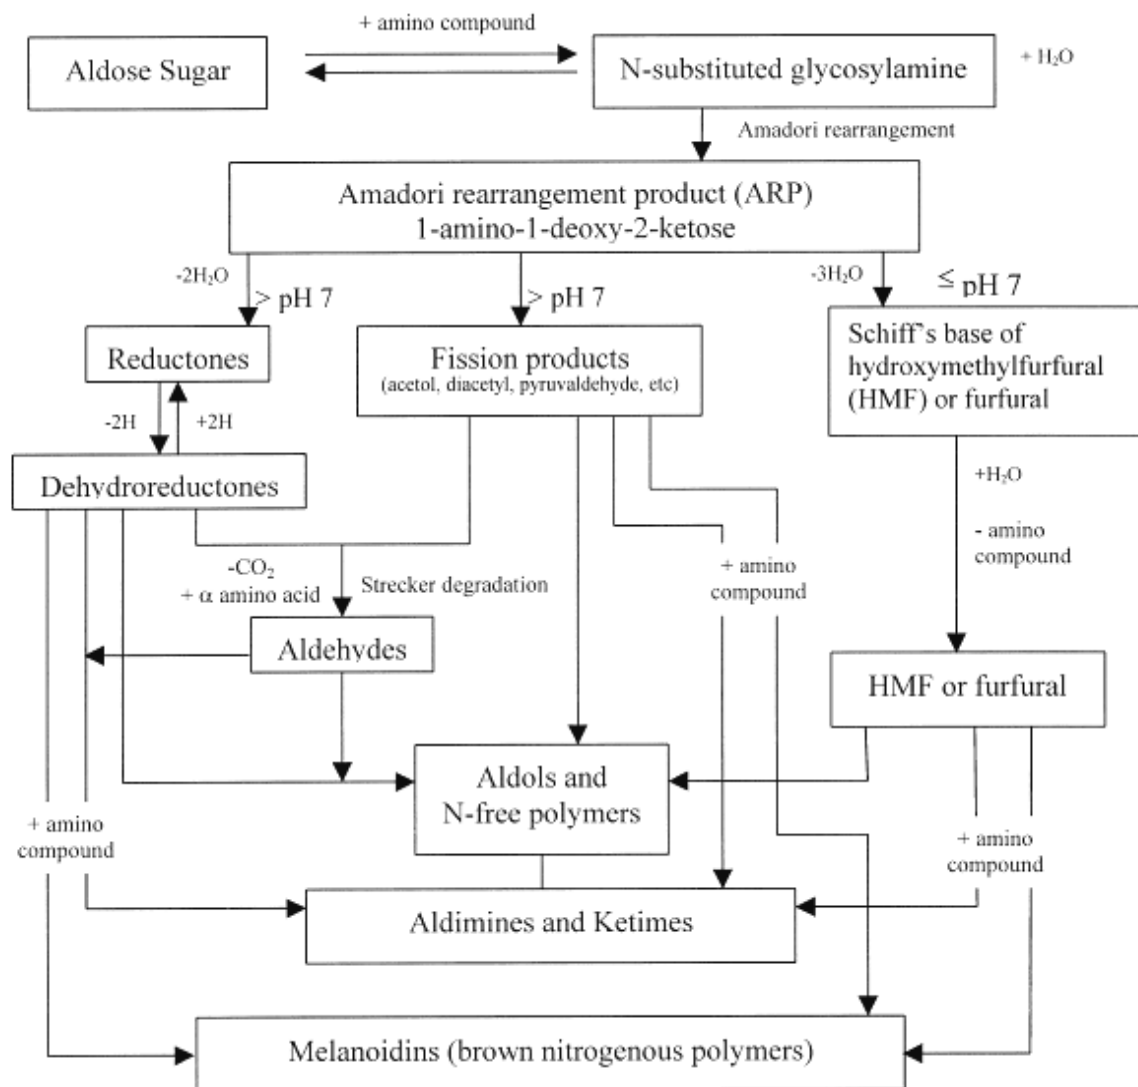 + amino compound
Aldose Sugar
N-substituted glycosylamine
+ H₂O
Amadori rearrangement
Amadori rearrangement product (ARP)
1-amino-1-deoxy-2-ketose
-2H₂O
> pH 7
> pH 7
-3H₂O
≤ pH 7
Reductones
Fission products
(acetol, diacetyl, pyruvaldehyde, etc)
Schiff's base of
hydroxymethylfurfural
(HMF) or furfural
-2H
+2H
Dehydroreductones
+H₂O
- amino
compound
-CO₂
+ α amino acid
Strecker degradation
+ amino
compound
Aldehydes
HMF or furfural
Aldols and
N-free polymers
+ amino
compound
+ amino
compound
Aldimines and Ketimes
Melanoidins (brown nitrogenous polymers)